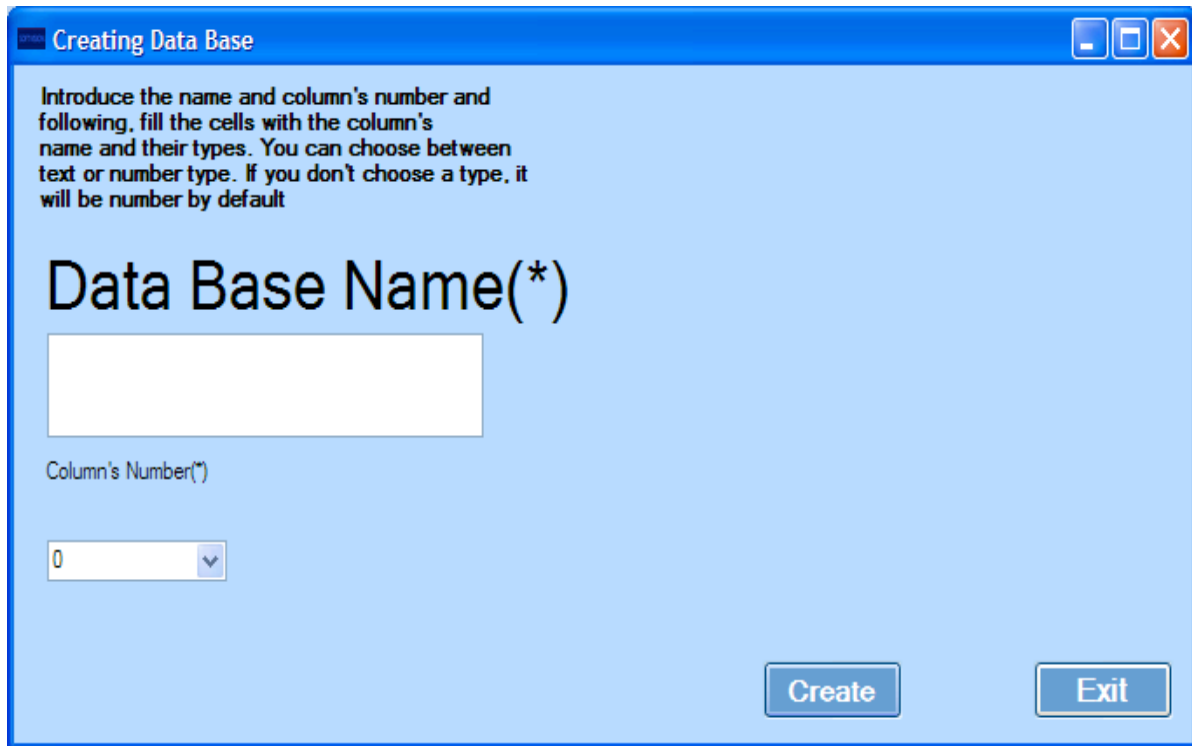 Creating Data Base
Introduce the name and column's number and
following, fill the cells with the column's
name and their types. You can choose between
text or number type. If you don't choose a type, it
will be number by default
Data Base Name(*)
Column's Number(*)
0
Create Exit